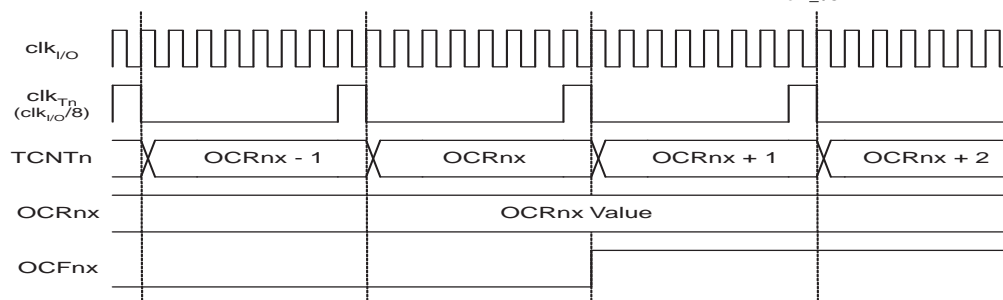 clkI/O
clkTn
(clkI/O/8)
TCNTn OCRnx - 1 OCRnx OCRnx + 1 OCRnx + 2
OCRnx OCRnx Value
OCFnx